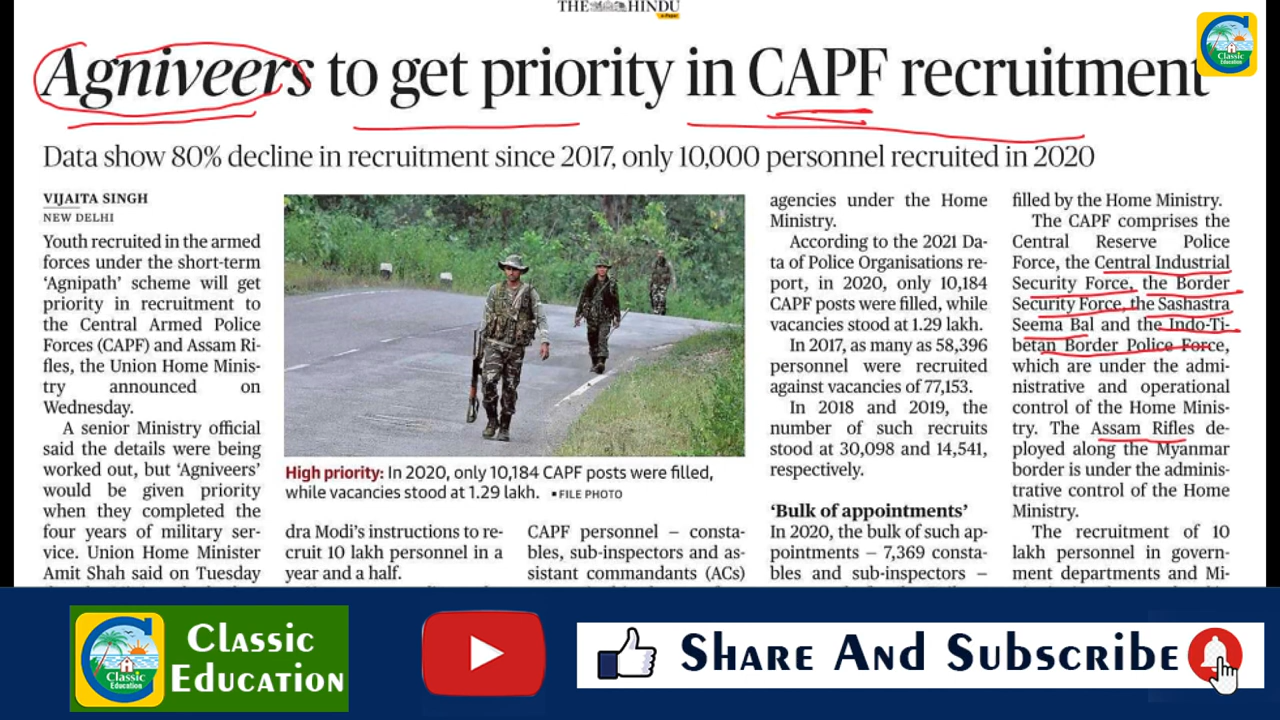 THE HINDU
e-Paper
Classic
Education
Agniveers to get priority in CAPF recruitment
Data show 80% decline in recruitment since 2017, only 10,000 personnel recruited in 2020
VIJAITA SINGH
NEW DELHI
Youth recruited in the armed
forces under the short-term
‘Agnipath’ scheme will get
priority in recruitment to
the Central Armed Police
Forces (CAPF) and Assam Ri-
fles, the Union Home Minis-
try announced on
Wednesday.
A senior Ministry official
said the details were being
worked out, but ‘Agniveers’
would be given priority
when they completed the
four years of military ser-
vice. Union Home Minister
Amit Shah said on Tuesday
High priority: In 2020, only 10,184 CAPF posts were filled,
while vacancies stood at 1.29 lakh. ▪ FILE PHOTO
dra Modi’s instructions to re-
cruit 10 lakh personnel in a
year and a half.
CAPF personnel – consta-
bles, sub-inspectors and as-
sistant commandants (ACs)
agencies under the Home
Ministry.
According to the 2021 Da-
ta of Police Organisations re-
port, in 2020, only 10,184
CAPF posts were filled, while
vacancies stood at 1.29 lakh.
In 2017, as many as 58,396
personnel were recruited
against vacancies of 77,153.
In 2018 and 2019, the
number of such recruits
stood at 30,098 and 14,541,
respectively.
‘Bulk of appointments’
In 2020, the bulk of such ap-
pointments – 7,369 consta-
bles and sub-inspectors –
filled by the Home Ministry.
The CAPF comprises the
Central Reserve Police
Force, the Central Industrial
Security Force, the Border
Security Force, the Sashastra
Seema Bal and the Indo-Ti-
betan Border Police Force,
which are under the admi-
nistrative and operational
control of the Home Minis-
try. The Assam Rifles de-
ployed along the Myanmar
border is under the adminis-
trative control of the Home
Ministry.
The recruitment of 10
lakh personnel in govern-
ment departments and Mi-
Classic
Education
Classic
Education
Share And Subscribe